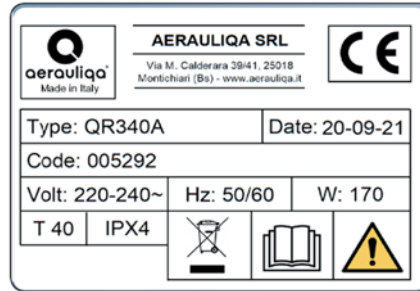 aerauliqa
Made in Italy
AERAULIQA SRL
Via M. Calderara 39/41, 25018
Montichiari (Bs) - www.aerauliqa.it
CE
Type: QR340A
Date: 20-09-21
Code: 005292
Volt: 220-240~
Hz: 50/60
W: 170
T 40
IPX4